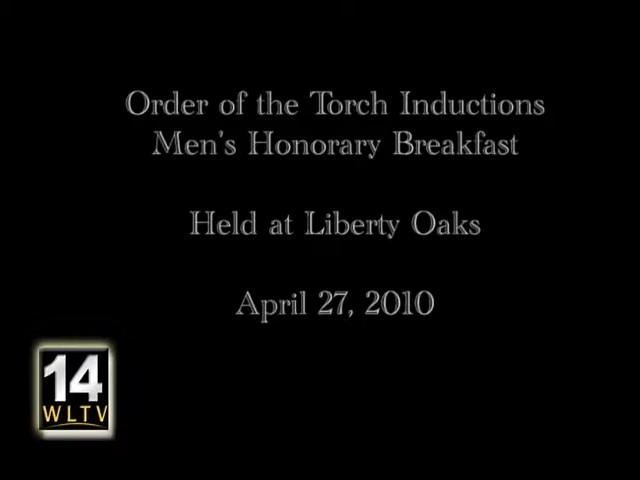 Order of the Torch Inductions
Men's Honorary Breakfast
Held at Liberty Oaks
April 27, 2010
14
WLTV